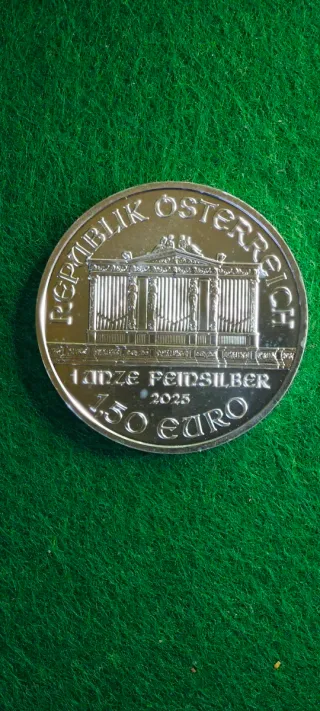 REPUBLIK ÖSTERREICH
1 UNZE FEINSILBER
2025
1,50 EURO